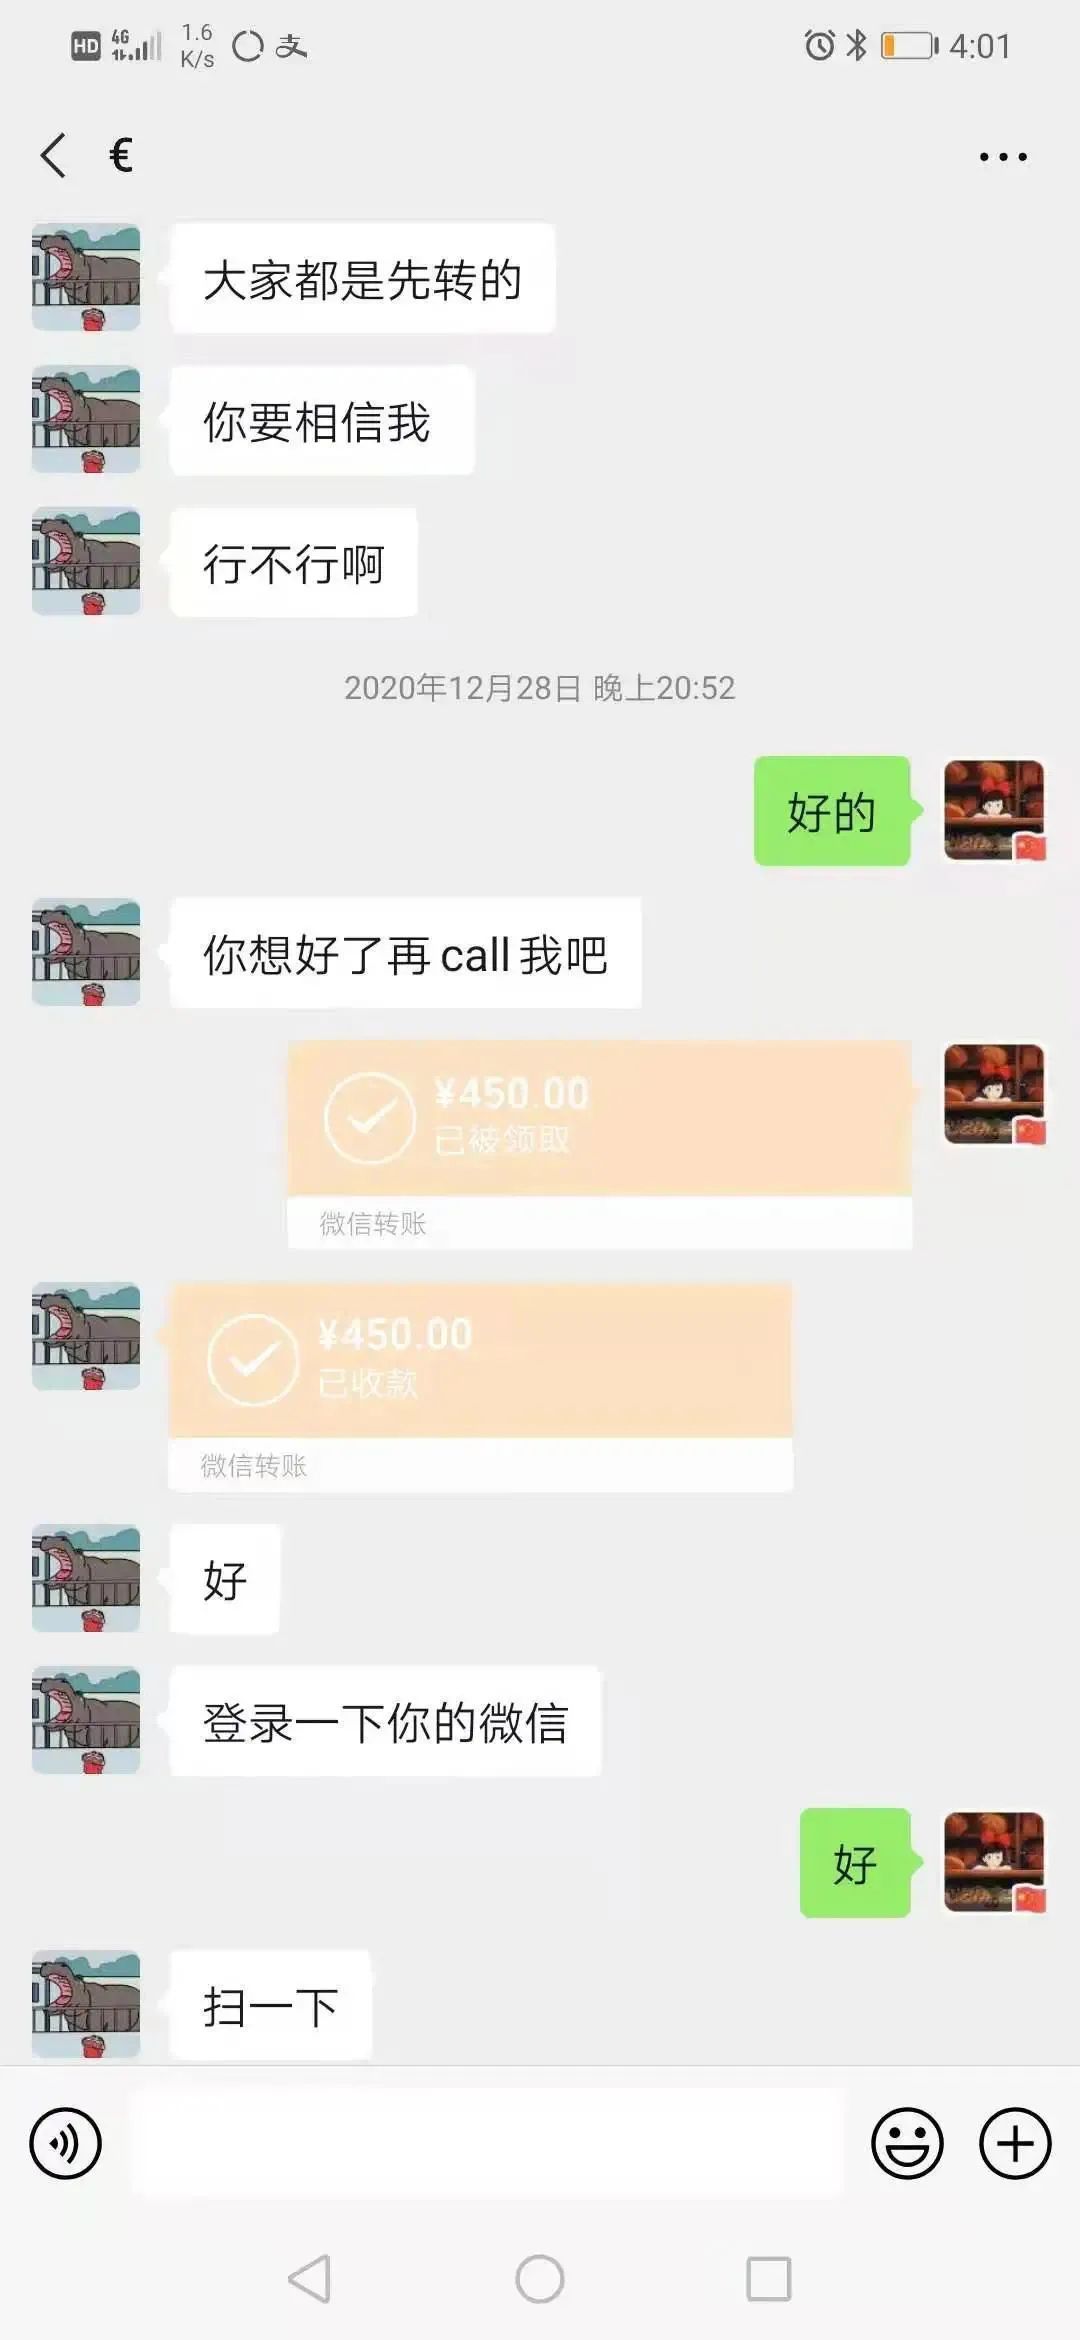 HD 4G 1.6 K/s 支 4:01
€
大家都是先转的
你要相信我
行不行啊
2020年12月28日 晚上20:52
好的
你想好了再call我吧
¥450.00
已被领取
微信转账
¥450.00
已收款
微信转账
好
登录一下你的微信
好
扫一下